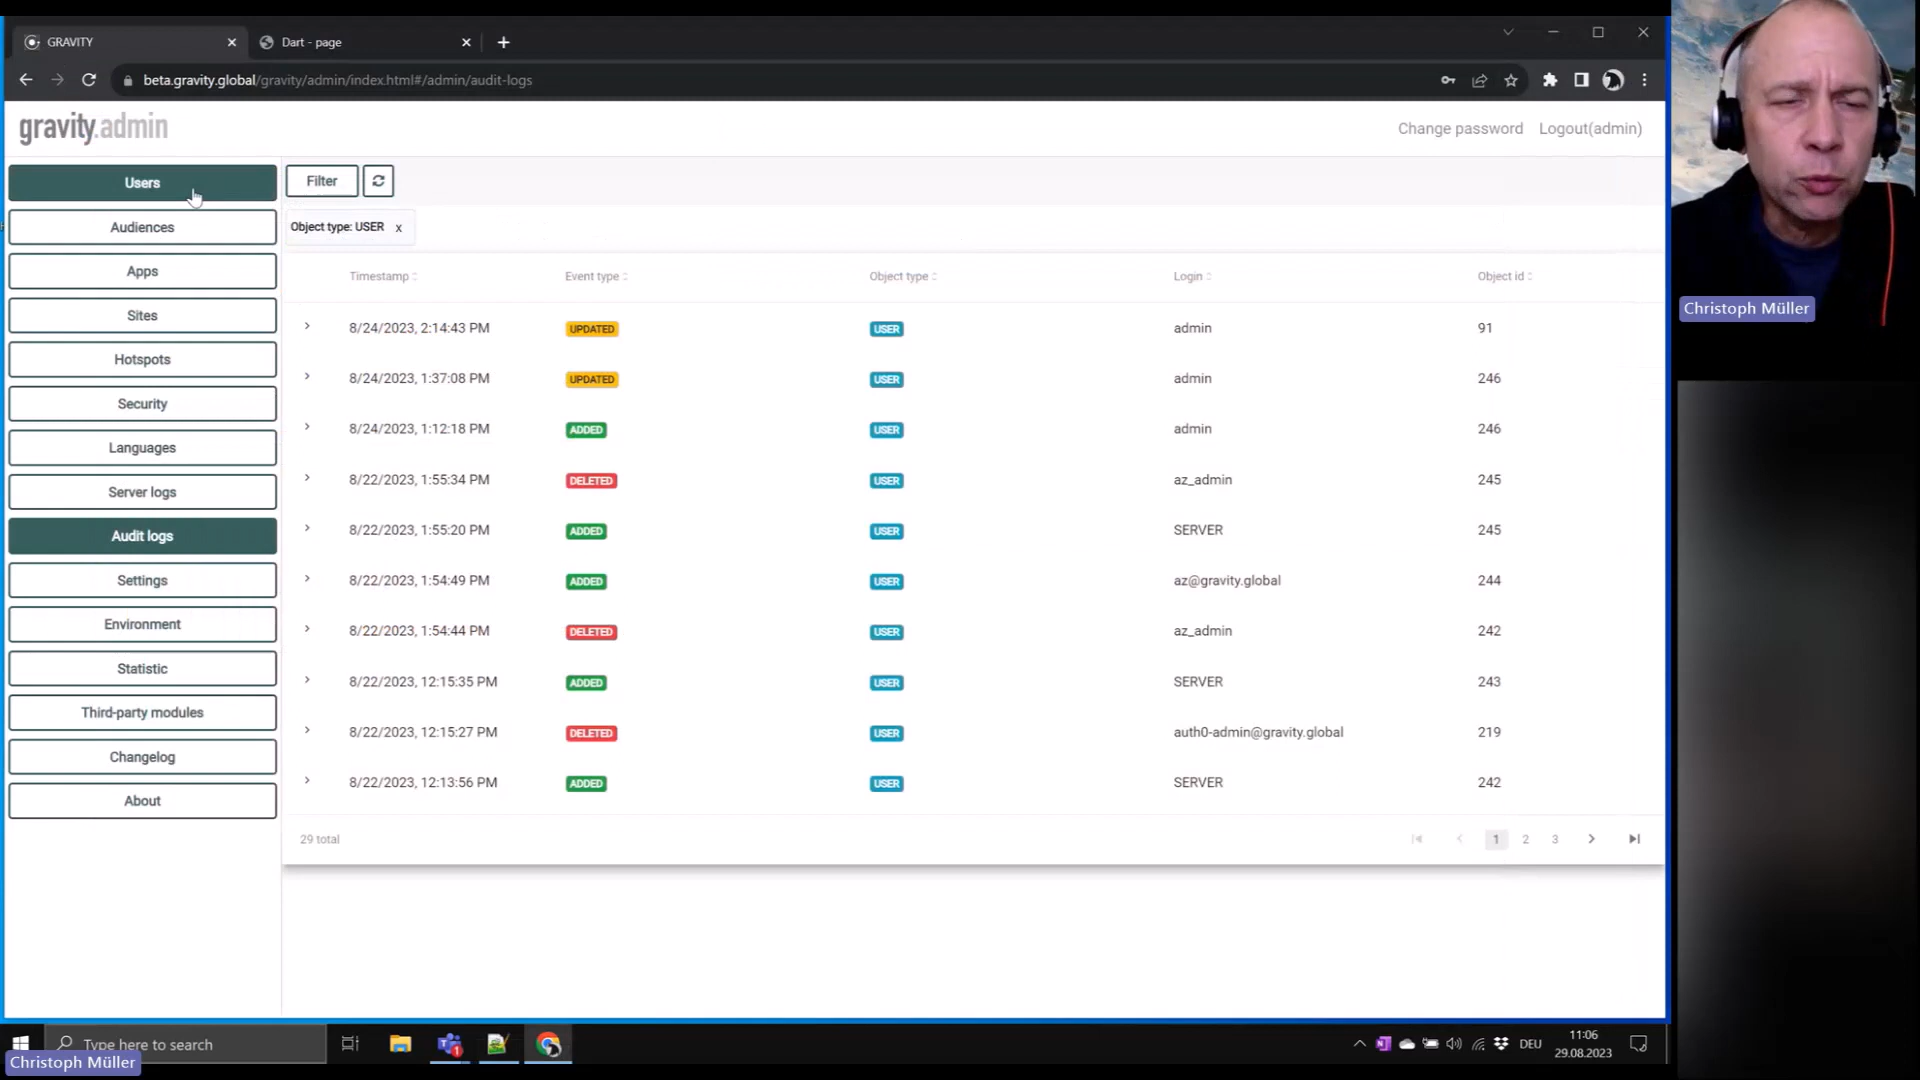 GRAVITY
Dart - page
beta.gravity.global/gravity/admin/index.html#/admin/audit-logs
gravity.admin
Change password
Logout(admin)
Users
Audiences
Apps
Sites
Hotspots
Security
Languages
Server logs
Audit logs
Settings
Environment
Statistic
Third-party modules
Changelog
About
Filter
Object type: USER x
Timestamp Event type Object type Login Object id
8/24/2023, 2:14:43 PM UPDATED USER admin 91
8/24/2023, 1:37:08 PM UPDATED USER admin 246
8/24/2023, 1:12:18 PM ADDED USER admin 246
8/22/2023, 1:55:34 PM DELETED USER az_admin 245
8/22/2023, 1:55:20 PM ADDED USER SERVER 245
8/22/2023, 1:54:49 PM ADDED USER az@gravity.global 244
8/22/2023, 1:54:44 PM DELETED USER az_admin 242
8/22/2023, 12:15:35 PM ADDED USER SERVER 243
8/22/2023, 12:15:27 PM DELETED USER auth0-admin@gravity.global 219
8/22/2023, 12:13:56 PM ADDED USER SERVER 242
29 total
1 2 3
Christoph Müller
Type here to search
Christoph Müller
DEU
11:06
29.08.2023